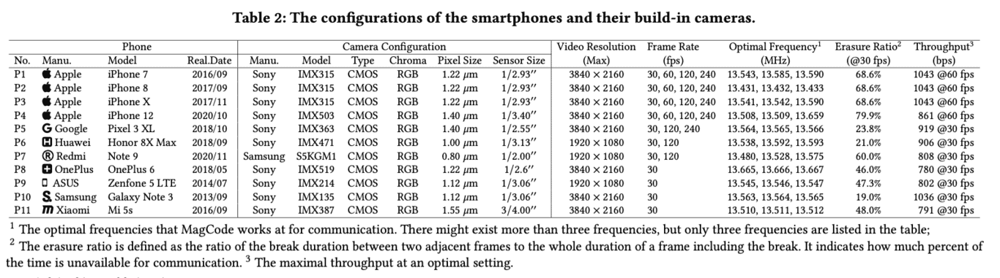 Table 2: The configurations of the smartphones and their build-in cameras.
Phone Camera Configuration Video Resolution Frame Rate Optimal Frequency1 Erasure Ratio2 Throughput3
No. Manu. Model Real.Date Manu. Model Type Chroma Pixel Size Sensor Size (Max) (fps) (MHz) (@30 fps) (bps)
P1 Apple iPhone 7 2016/09 Sony IMX315 CMOS RGB 1.22 μm 1/2.93″ 3840 × 2160 30, 60, 120, 240 13.543, 13.585, 13.590 68.6% 1043 @60 fps
P2 Apple iPhone 8 2017/09 Sony IMX315 CMOS RGB 1.22 μm 1/2.93″ 3840 × 2160 30, 60, 120, 240 13.431, 13.432, 13.433 68.6% 1043 @60 fps
P3 Apple iPhone X 2017/11 Sony IMX315 CMOS RGB 1.22 μm 1/2.93″ 3840 × 2160 30, 60, 120, 240 13.541, 13.542, 13.590 68.6% 1043 @60 fps
P4 Apple iPhone 12 2020/10 Sony IMX503 CMOS RGB 1.40 μm 1/3.40″ 3840 × 2160 30, 60, 120, 240 13.508, 13.509, 13.659 79.9% 861 @60 fps
P5 Google Pixel 3 XL 2018/10 Sony IMX363 CMOS RGB 1.40 μm 1/2.55″ 3840 × 2160 30, 120, 240 13.564, 13.565, 13.566 23.8% 919 @30 fps
P6 Huawei Honor 8X Max 2018/09 Sony IMX471 CMOS RGB 1.00 μm 1/3.13″ 1920 × 1080 30, 120 13.538, 13.592, 13.593 21.0% 906 @30 fps
P7 Redmi Note 9 2020/11 Samsung S5KGM1 CMOS RGB 0.80 μm 1/2.00″ 1920 × 1080 30, 120 13.480, 13.528, 13.575 60.0% 808 @30 fps
P8 OnePlus OnePlus 6 2018/05 Sony IMX519 CMOS RGB 1.22 μm 1/2.6″ 3840 × 2160 30 13.665, 13.666, 13.667 46.0% 780 @30 fps
P9 ASUS Zenfone 5 LTE 2014/07 Sony IMX214 CMOS RGB 1.12 μm 1/3.06″ 1920 × 1080 30 13.545, 13.546, 13.547 47.3% 802 @30 fps
P10 Samsung Galaxy Note 3 2013/09 Sony IMX135 CMOS RGB 1.12 μm 1/3.06″ 3840 × 2160 30 13.563, 13.564, 13.565 19.0% 1036 @30 fps
P11 Xiaomi Mi 5s 2016/09 Sony IMX387 CMOS RGB 1.55 μm 3/4.00″ 3840 × 2160 30 13.510, 13.511, 13.512 48.0% 791 @30 fps
1 The optimal frequencies that MagCode works at for communication. There might exist more than three frequencies, but only three frequencies are listed in the table;
2 The erasure ratio is defined as the ratio of the break duration between two adjacent frames to the whole duration of a frame including the break. It indicates how much percent of
the time is unavailable for communication. 3 The maximal throughput at an optimal setting.